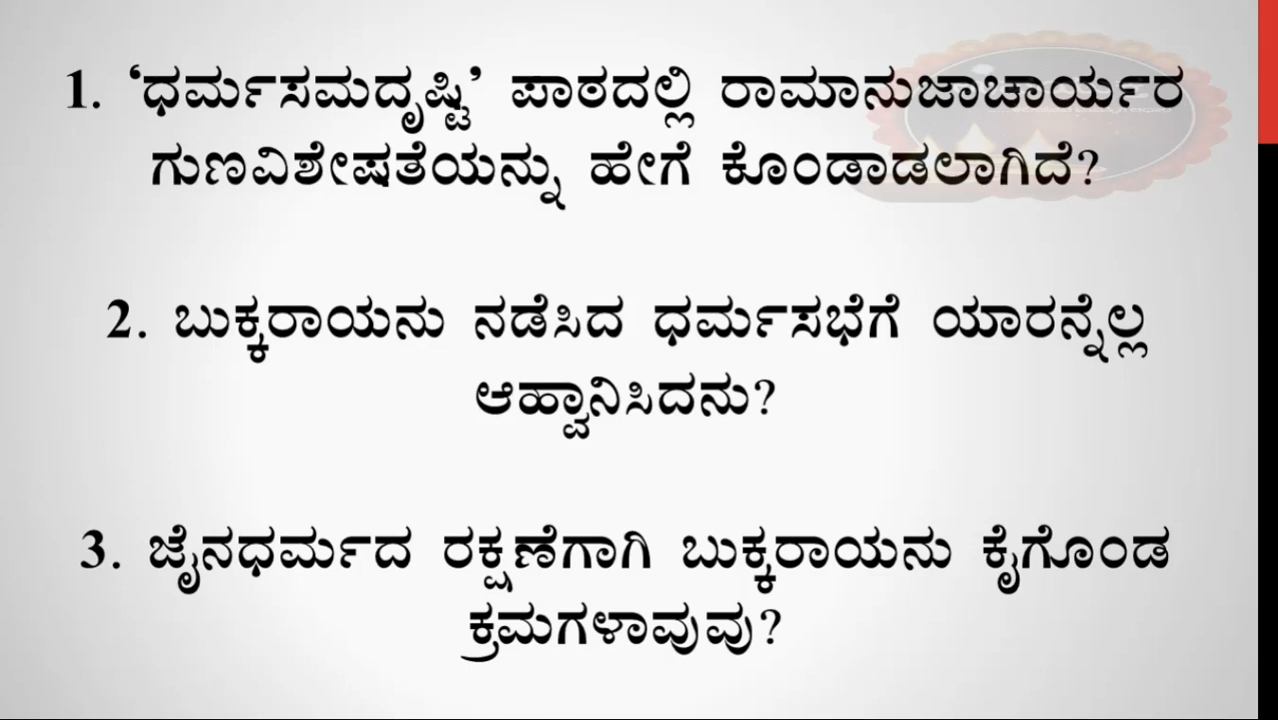 1. ‘ಧರ್ಮಸಮದೃಷ್ಟಿ’ ಪಾಠದಲ್ಲಿ ರಾಮಾನುಜಾಚಾರ್ಯರ
ಗುಣವಿಶೇಷತೆಯನ್ನು ಹೇಗೆ ಕೊಂಡಾಡಲಾಗಿದೆ?
2. ಬುಕ್ಕರಾಯನು ನಡೆಸಿದ ಧರ್ಮಸಭೆಗೆ ಯಾರನ್ನೆಲ್ಲ
ಆಹ್ವಾನಿಸಿದನು?
3. ಜೈನಧರ್ಮದ ರಕ್ಷಣೆಗಾಗಿ ಬುಕ್ಕರಾಯನು ಕೈಗೊಂಡ
ಕ್ರಮಗಳಾವುವು?